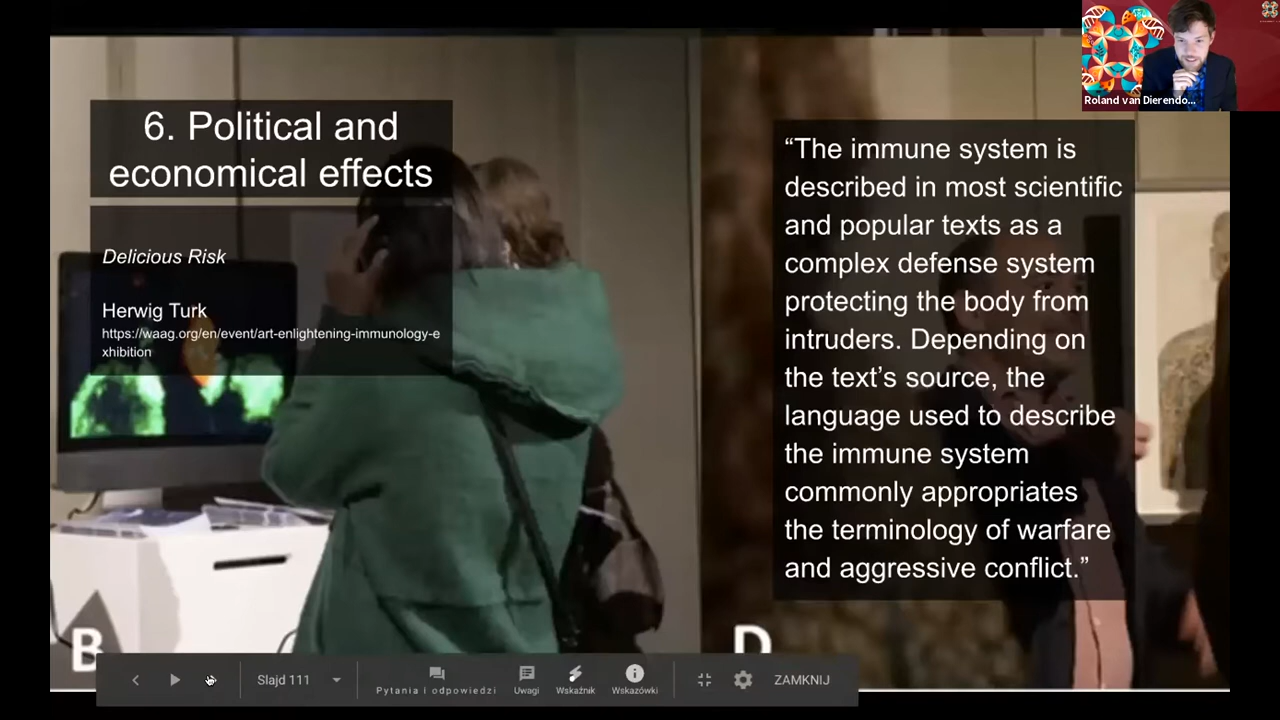 Roland van Dierendo...
6. Political and
economical effects
Delicious Risk
Herwig Turk
https://waag.org/en/event/art-enlightening-immunology-e
xhibition
“The immune system is
described in most scientific
and popular texts as a
complex defense system
protecting the body from
intruders. Depending on
the text’s source, the
language used to describe
the immune system
commonly appropriates
the terminology of warfare
and aggressive conflict.”
B
D
Slajd 111
Pytania i odpowiedzi
Uwagi
Wskaźnik
Wskazówki
ZAMKNIJ